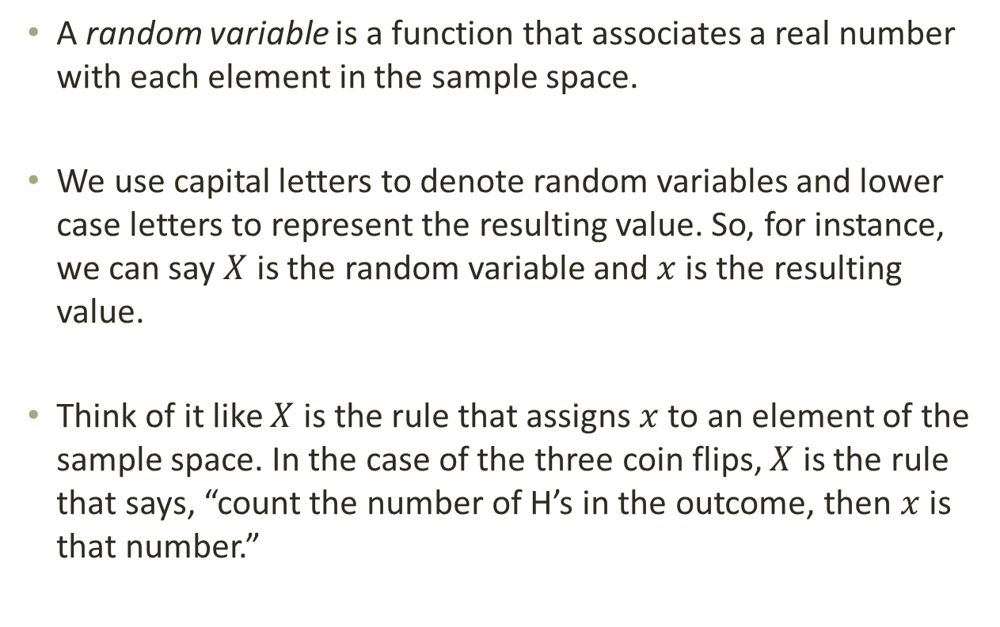 • A random variable is a function that associates a real number
with each element in the sample space.
• We use capital letters to denote random variables and lower
case letters to represent the resulting value. So, for instance,
we can say X is the random variable and x is the resulting
value.
• Think of it like X is the rule that assigns x to an element of the
sample space. In the case of the three coin flips, X is the rule
that says, “count the number of H’s in the outcome, then x is
that number.”